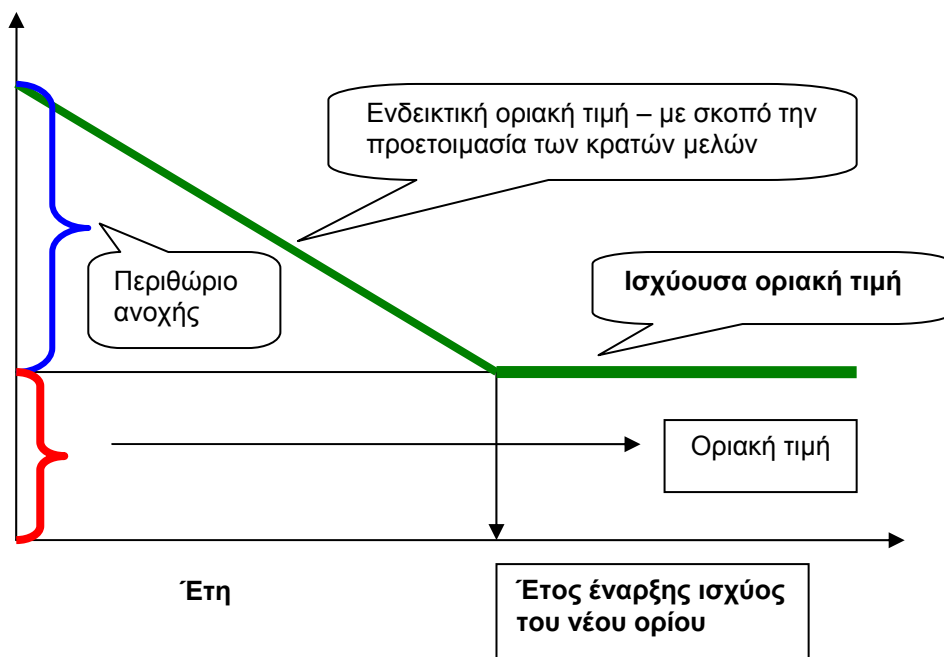 Ενδεικτική οριακή τιμή – με σκοπό την
προετοιμασία των κρατών μελών
Περιθώριο
ανοχής
Ισχύουσα οριακή τιμή
Οριακή τιμή
Έτη
Έτος έναρξης ισχύος
του νέου ορίου